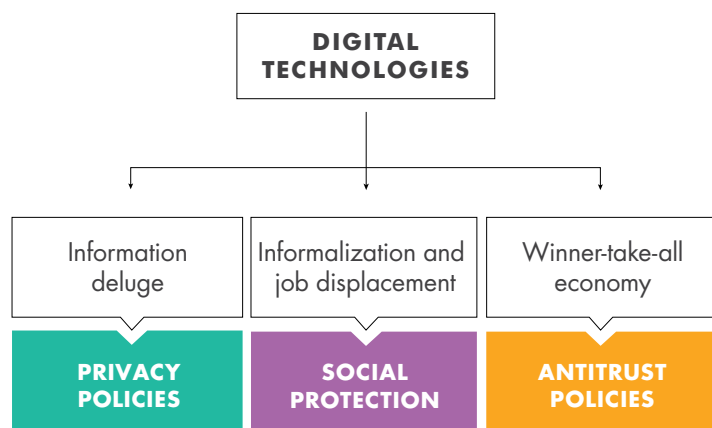 DIGITAL
TECHNOLOGIES
Information
deluge
Informalization and
job displacement
Winner-take-all
economy
PRIVACY
POLICIES
SOCIAL
PROTECTION
ANTITRUST
POLICIES